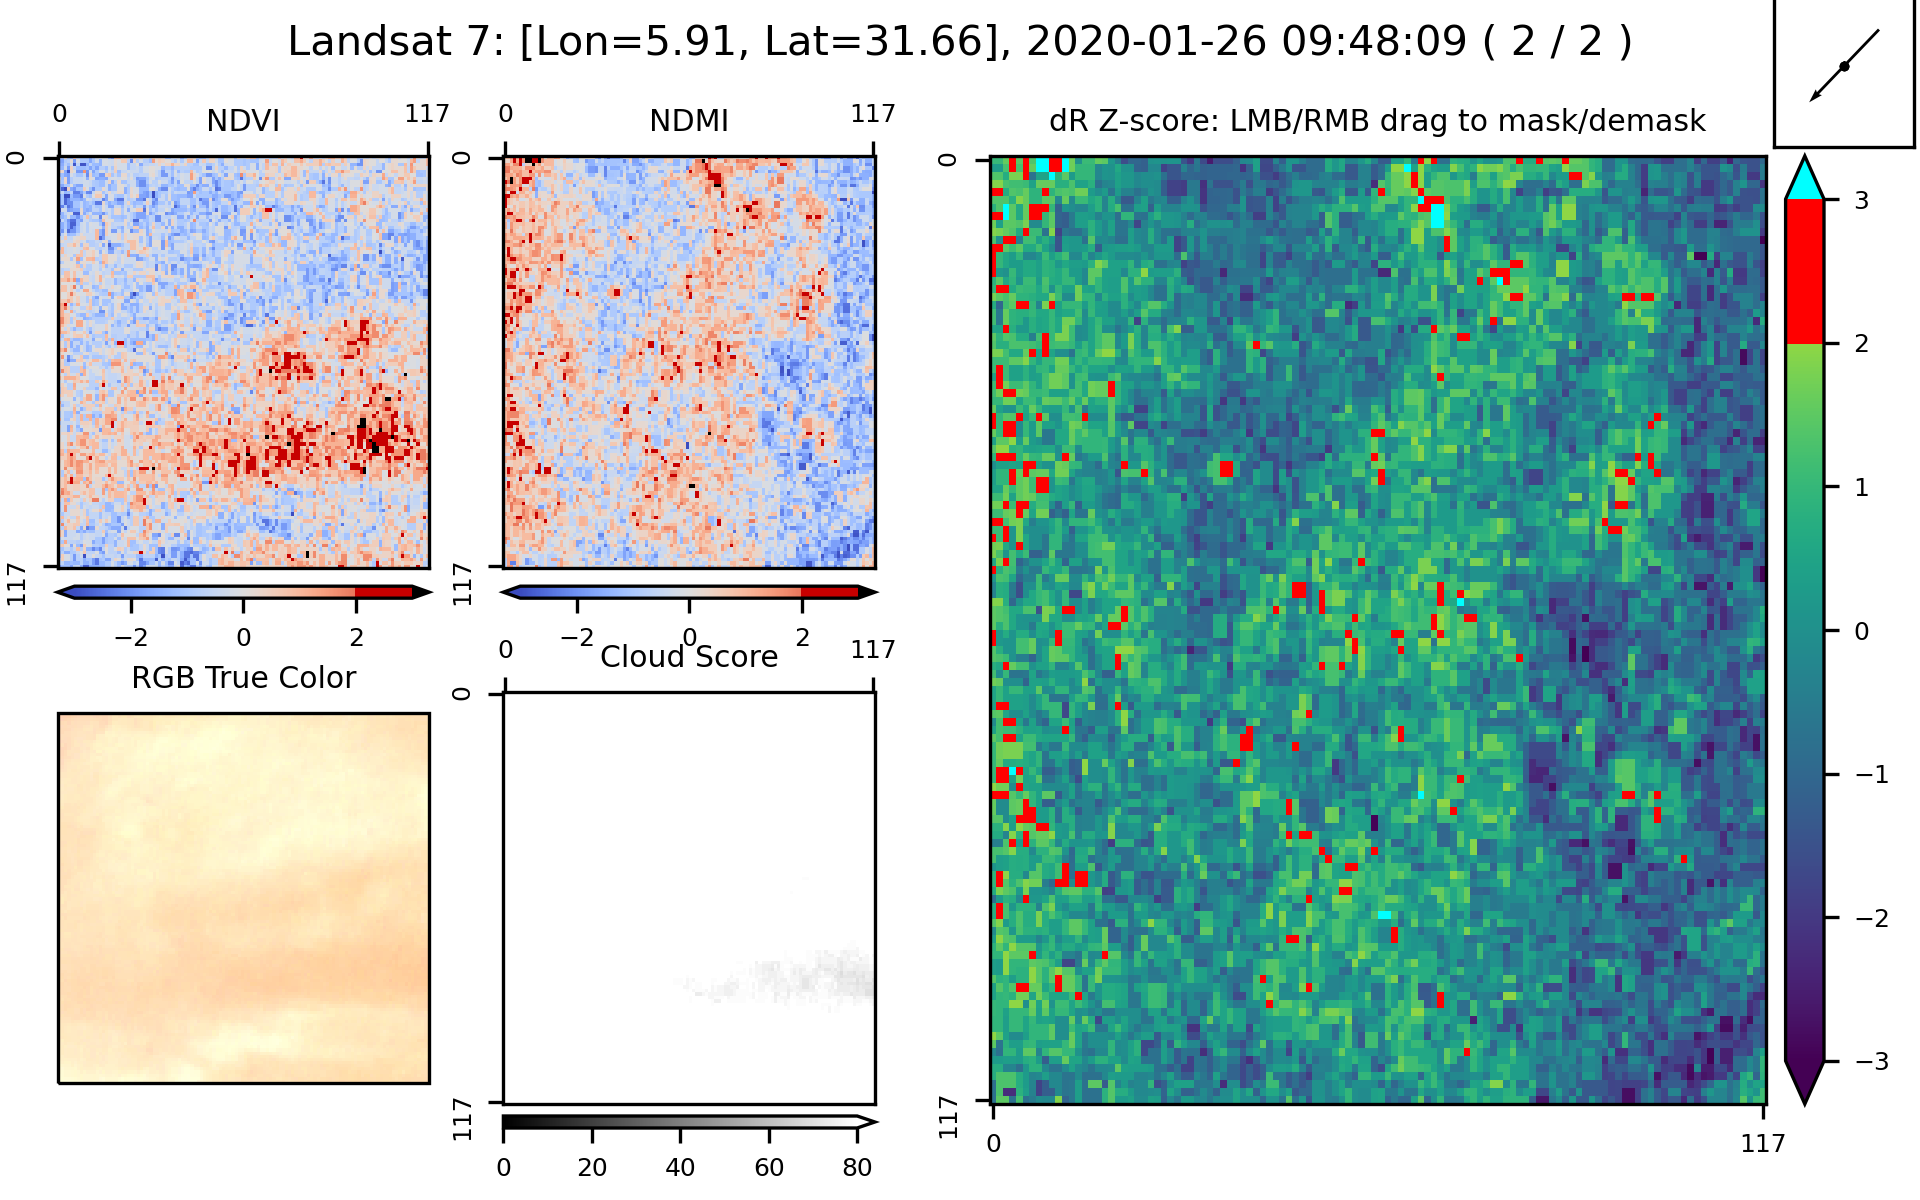 Landsat 7: [Lon=5.91, Lat=31.66], 2020-01-26 09:48:09 ( 2 / 2 )
0 NDVI 117
0
117
−2 0 2
0 NDMI 117
0
117
−2 0 2
RGB True Color
0 Cloud Score 117
0
117
0 20 40 60 80
dR Z-score: LMB/RMB drag to mask/demask
0
117
0 117
3
2
1
0
−1
−2
−3